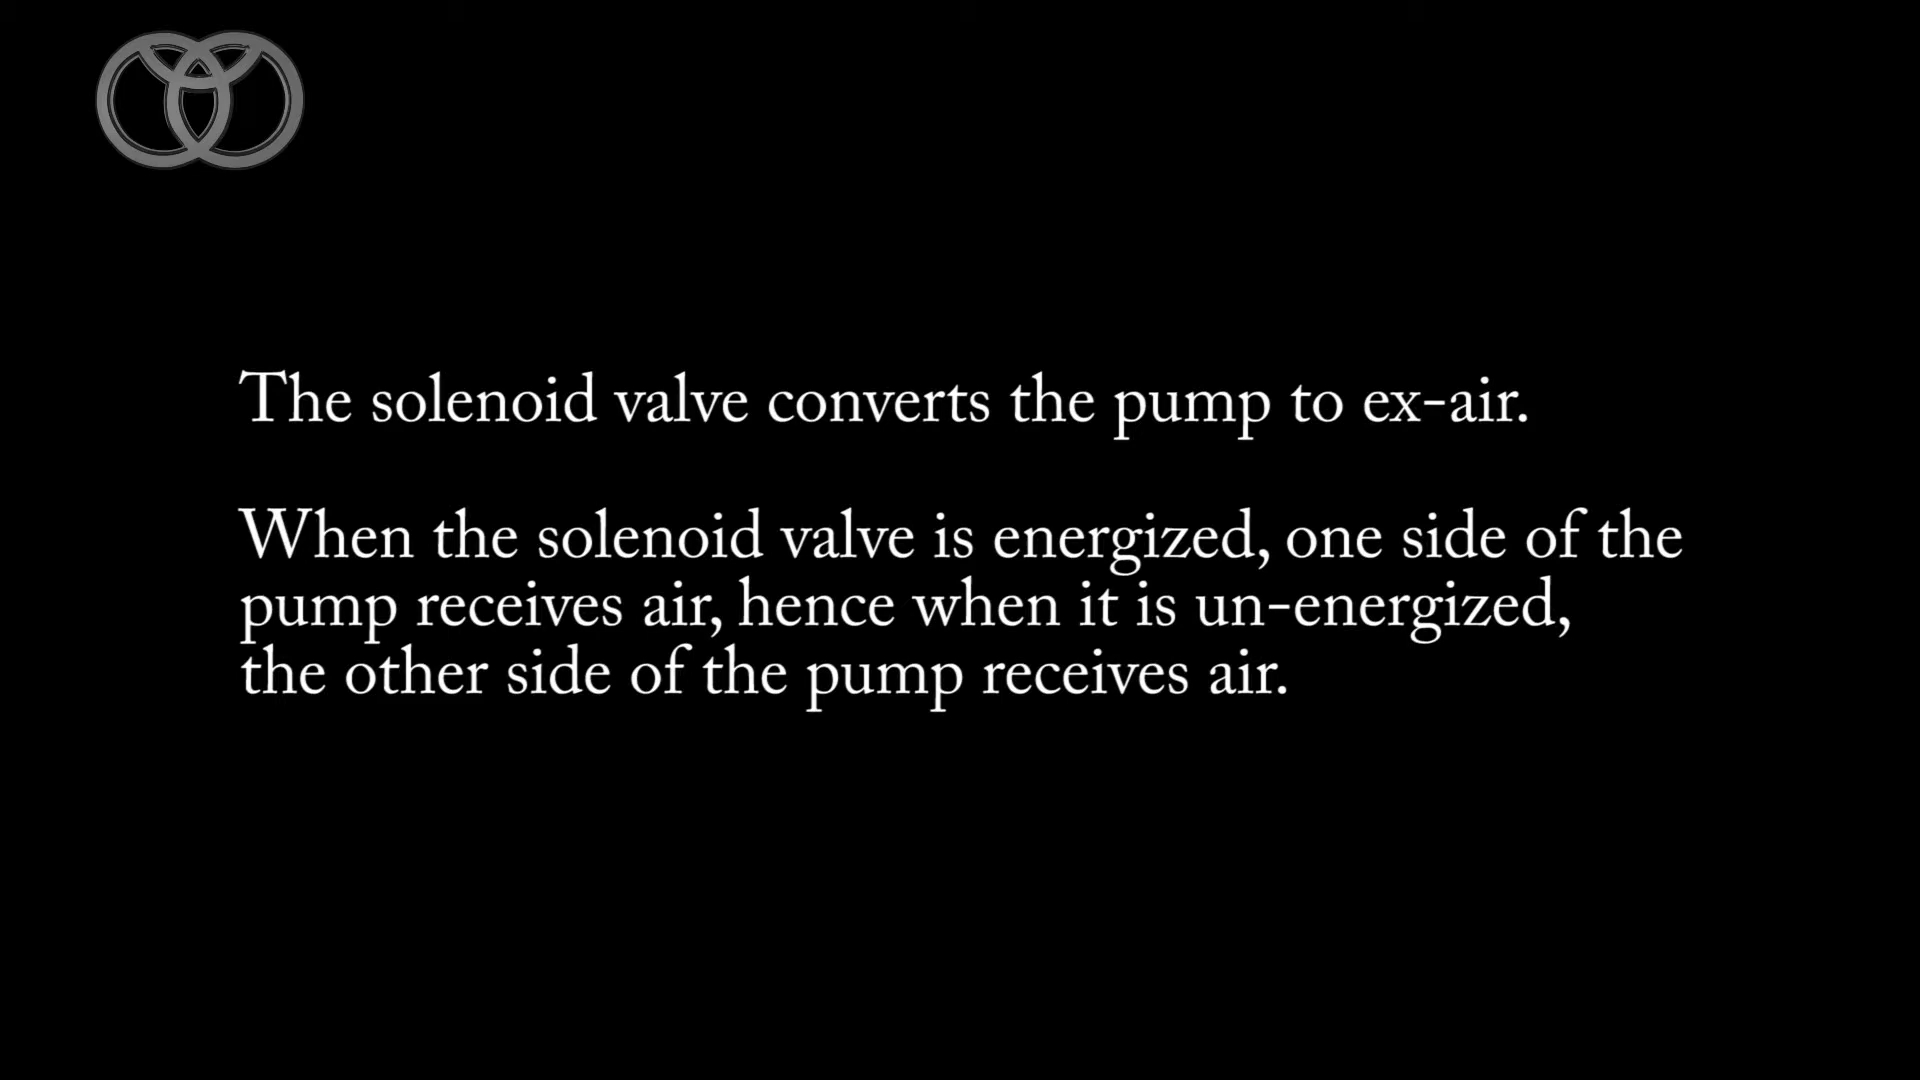 The solenoid valve converts the pump to ex-air.
When the solenoid valve is energized, one side of the
pump receives air, hence when it is un-energized,
the other side of the pump receives air.